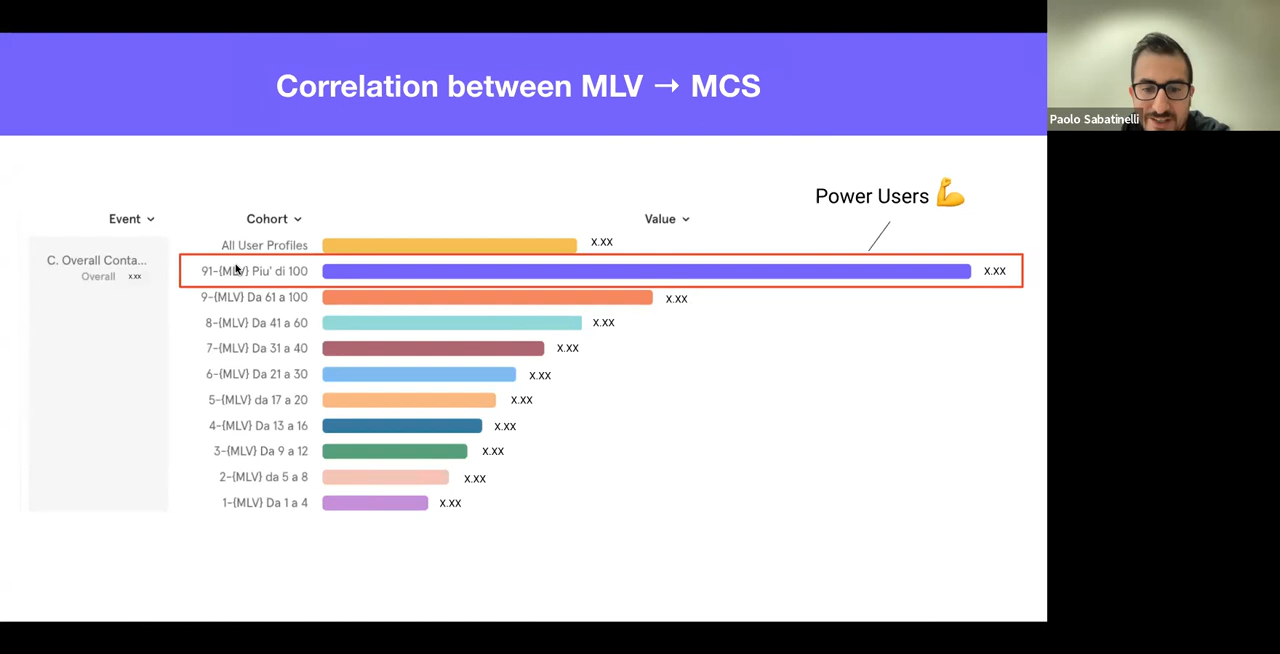 Correlation between MLV → MCS
Paolo Sabatinelli
Power Users 💪
Event Cohort Value
C. Overall Conta...
Overall x.xx
All User Profiles X.XX
91-{MLV} Piu' di 100 X.XX
9-{MLV} Da 61 a 100 X.XX
8-{MLV} Da 41 a 60 X.XX
7-{MLV} Da 31 a 40 X.XX
6-{MLV} Da 21 a 30 X.XX
5-{MLV} da 17 a 20 X.XX
4-{MLV} Da 13 a 16 X.XX
3-{MLV} Da 9 a 12 X.XX
2-{MLV} da 5 a 8 X.XX
1-{MLV} Da 1 a 4 X.XX